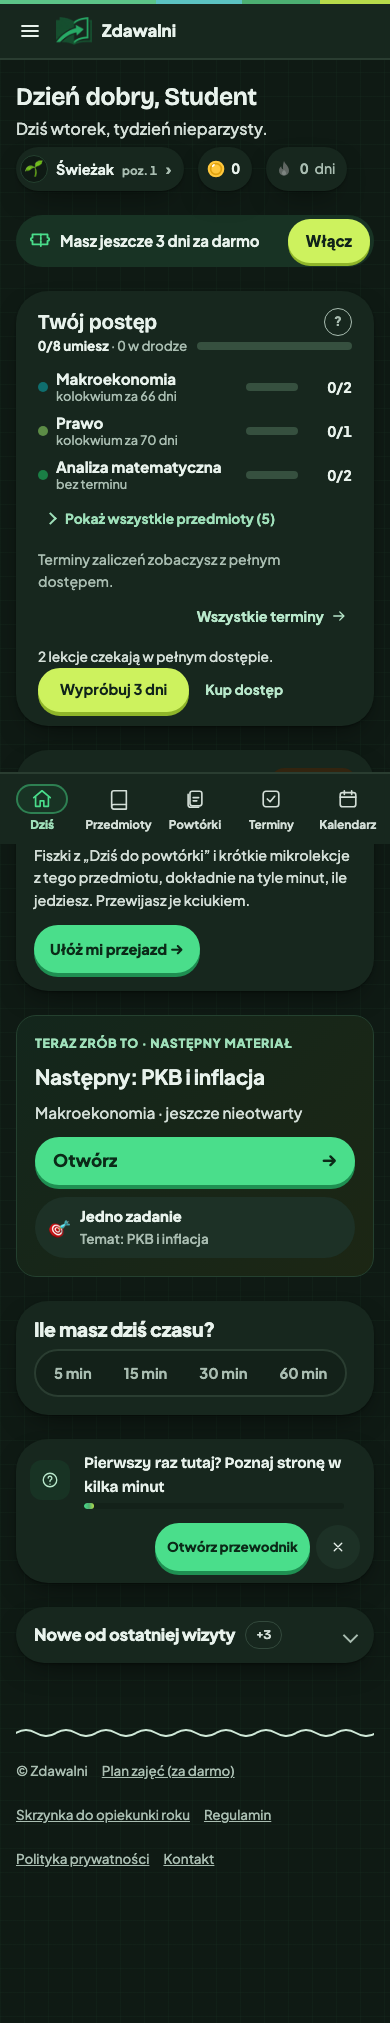 Zdawalni
Dzień dobry, Student
Dziś wtorek, tydzień nieparzysty.
Świeżak poz. 1 › 0 0 dni
Masz jeszcze 3 dni za darmo Włącz
Twój postęp ?
0/8 umiesz · 0 w drodze
Makroekonomia 0/2
kolokwium za 66 dni
Prawo 0/1
kolokwium za 70 dni
Analiza matematyczna 0/2
bez terminu
Pokaż wszystkie przedmioty (5)
Terminy zaliczeń zobaczysz z pełnym
dostępem.
Wszystkie terminy →
2 lekcje czekają w pełnym dostępie.
Wypróbuj 3 dni Kup dostęp
Dziś Przedmioty Powtórki Terminy Kalendarz
Fiszki z „Dziś do powtórki” i krótkie mikrolekcje
z tego przedmiotu, dokładnie na tyle minut, ile
jedziesz. Przewijasz je kciukiem.
Ułóż mi przejazd →
TERAZ ZRÓB TO · NASTĘPNY MATERIAŁ
Następny: PKB i inflacja
Makroekonomia · jeszcze nieotwarty
Otwórz →
Jedno zadanie
Temat: PKB i inflacja
Ile masz dziś czasu?
5 min 15 min 30 min 60 min
Pierwszy raz tutaj? Poznaj stronę w
kilka minut
Otwórz przewodnik ×
Nowe od ostatniej wizyty +3
© Zdawalni Plan zajęć (za darmo)
Skrzynka do opiekunki roku Regulamin
Polityka prywatności Kontakt